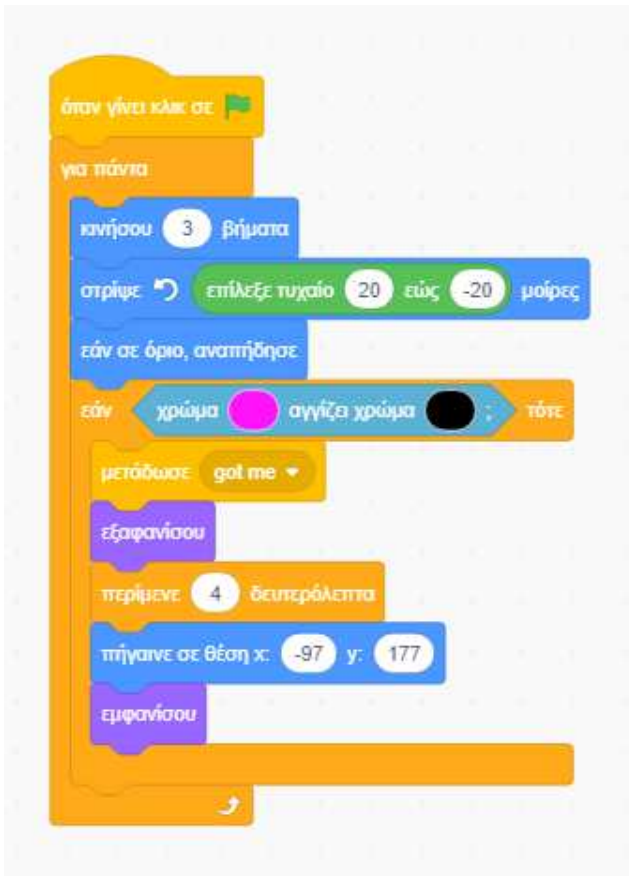 όταν γίνει κλικ σε
για πάντα
κινήσου 3 βήματα
στρίψε επίλεξε τυχαίο 20 εώς -20 μοίρες
εάν σε όριο, αναπήδησε
εάν χρώμα αγγίζει χρώμα ; τότε
μετάδωσε got me
εξαφανίσου
περίμενε 4 δευτερόλεπτα
πήγαινε σε θέση x: -97 y: 177
εμφανίσου